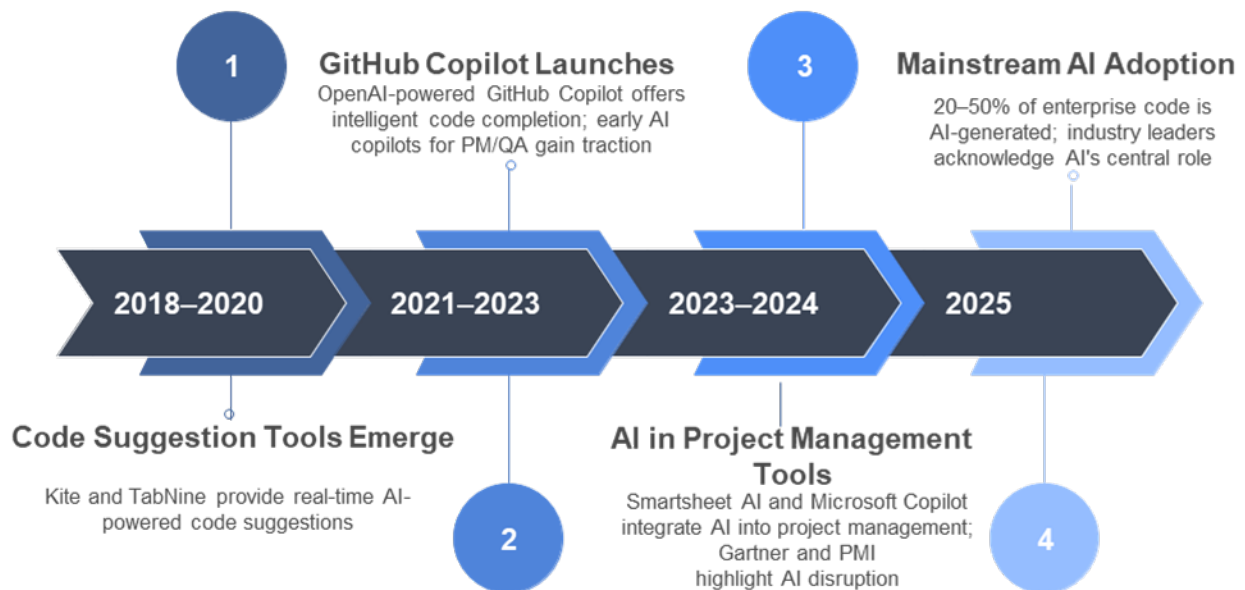 1
GitHub Copilot Launches
OpenAI-powered GitHub Copilot offers
intelligent code completion; early AI
copilots for PM/QA gain traction
3
Mainstream AI Adoption
20–50% of enterprise code is
AI-generated; industry leaders
acknowledge AI's central role
2018–2020
2021–2023
2023–2024
2025
Code Suggestion Tools Emerge
Kite and TabNine provide real-time AI-
powered code suggestions
2
AI in Project Management
Tools
Smartsheet AI and Microsoft Copilot
integrate AI into project management;
Gartner and PMI
highlight AI disruption
4